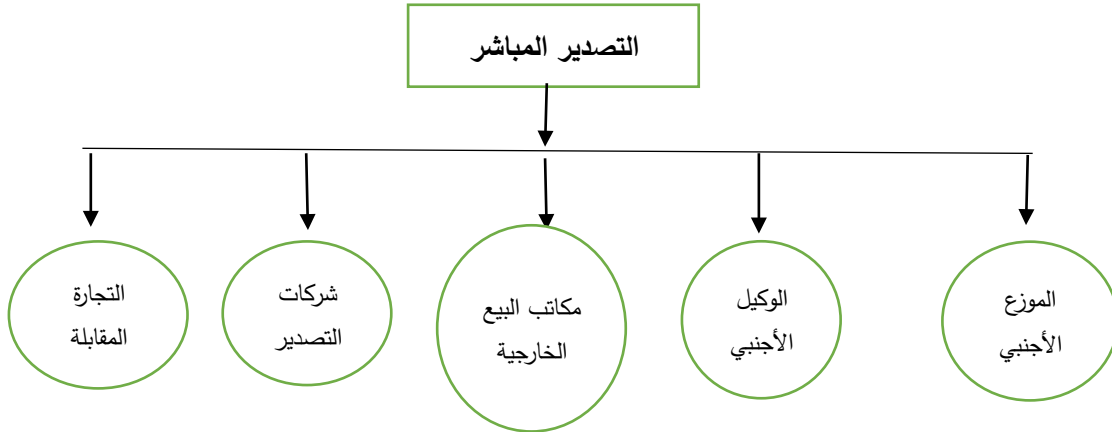 التصدير المباشر
الموزع
الأجنبي
الوكيل
الأجنبي
مكاتب البيع
الخارجية
شركات
التصدير
التجارة
المقابلة